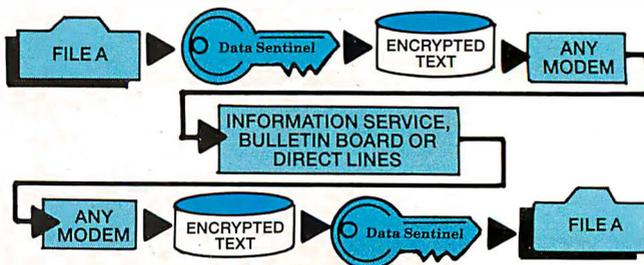 FILE A
Data Sentinel
ENCRYPTED
TEXT
ANY
MODEM
INFORMATION SERVICE,
BULLETIN BOARD OR
DIRECT LINES
ANY
MODEM
ENCRYPTED
TEXT
Data Sentinel
FILE A